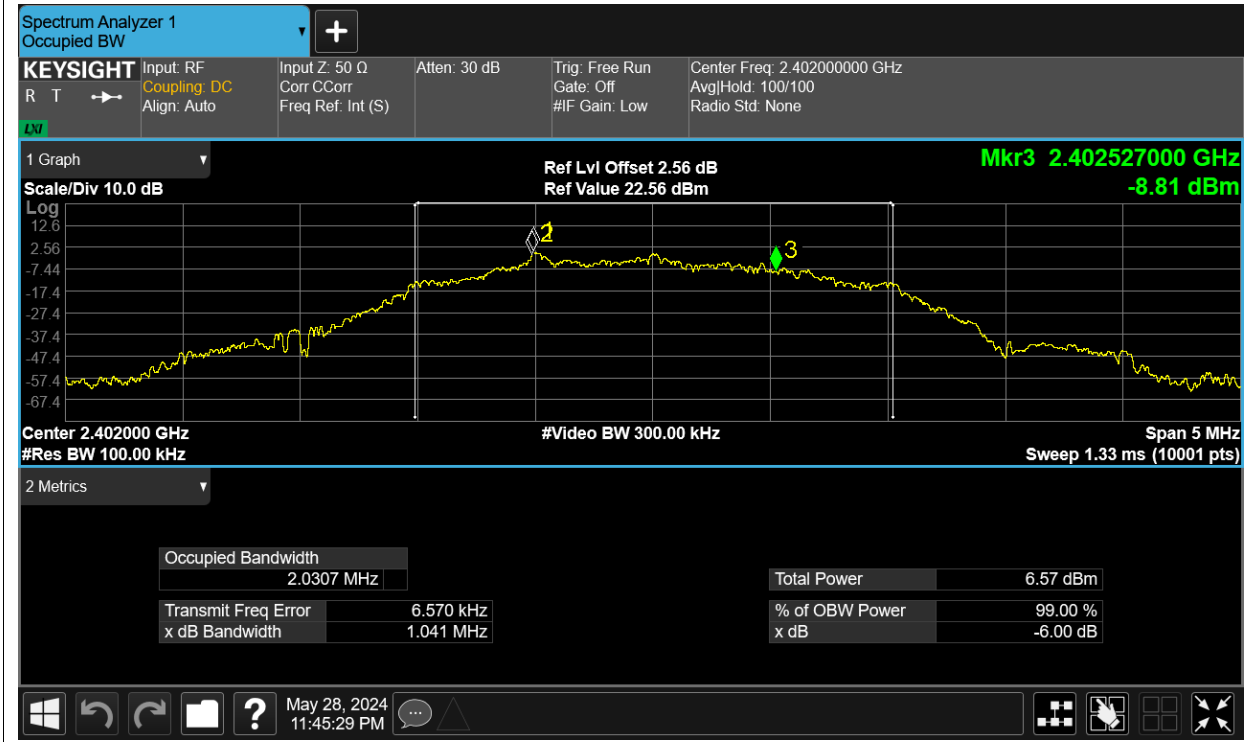 Spectrum Analyzer 1
Occupied BW
KEYSIGHT
R T
LXI
Input: RF
Coupling: DC
Align: Auto
Input Z: 50 Ω
Corr CCorr
Freq Ref: Int (S)
Atten: 30 dB
Trig: Free Run
Gate: Off
#IF Gain: Low
Center Freq: 2.402000000 GHz
Avg|Hold: 100/100
Radio Std: None
1 Graph
Scale/Div 10.0 dB
Ref Lvl Offset 2.56 dB
Ref Value 22.56 dBm
Mkr3 2.402527000 GHz
-8.81 dBm
Log
12.6
2.56
-7.44
-17.4
-27.4
-37.4
-47.4
-57.4
-67.4
3
Center 2.402000 GHz
#Res BW 100.00 kHz
#Video BW 300.00 kHz
Span 5 MHz
Sweep 1.33 ms (10001 pts)
2 Metrics
Occupied Bandwidth
2.0307 MHz
Transmit Freq Error 6.570 kHz
x dB Bandwidth 1.041 MHz
Total Power 6.57 dBm
% of OBW Power 99.00 %
x dB -6.00 dB
?
May 28, 2024
11:45:29 PM